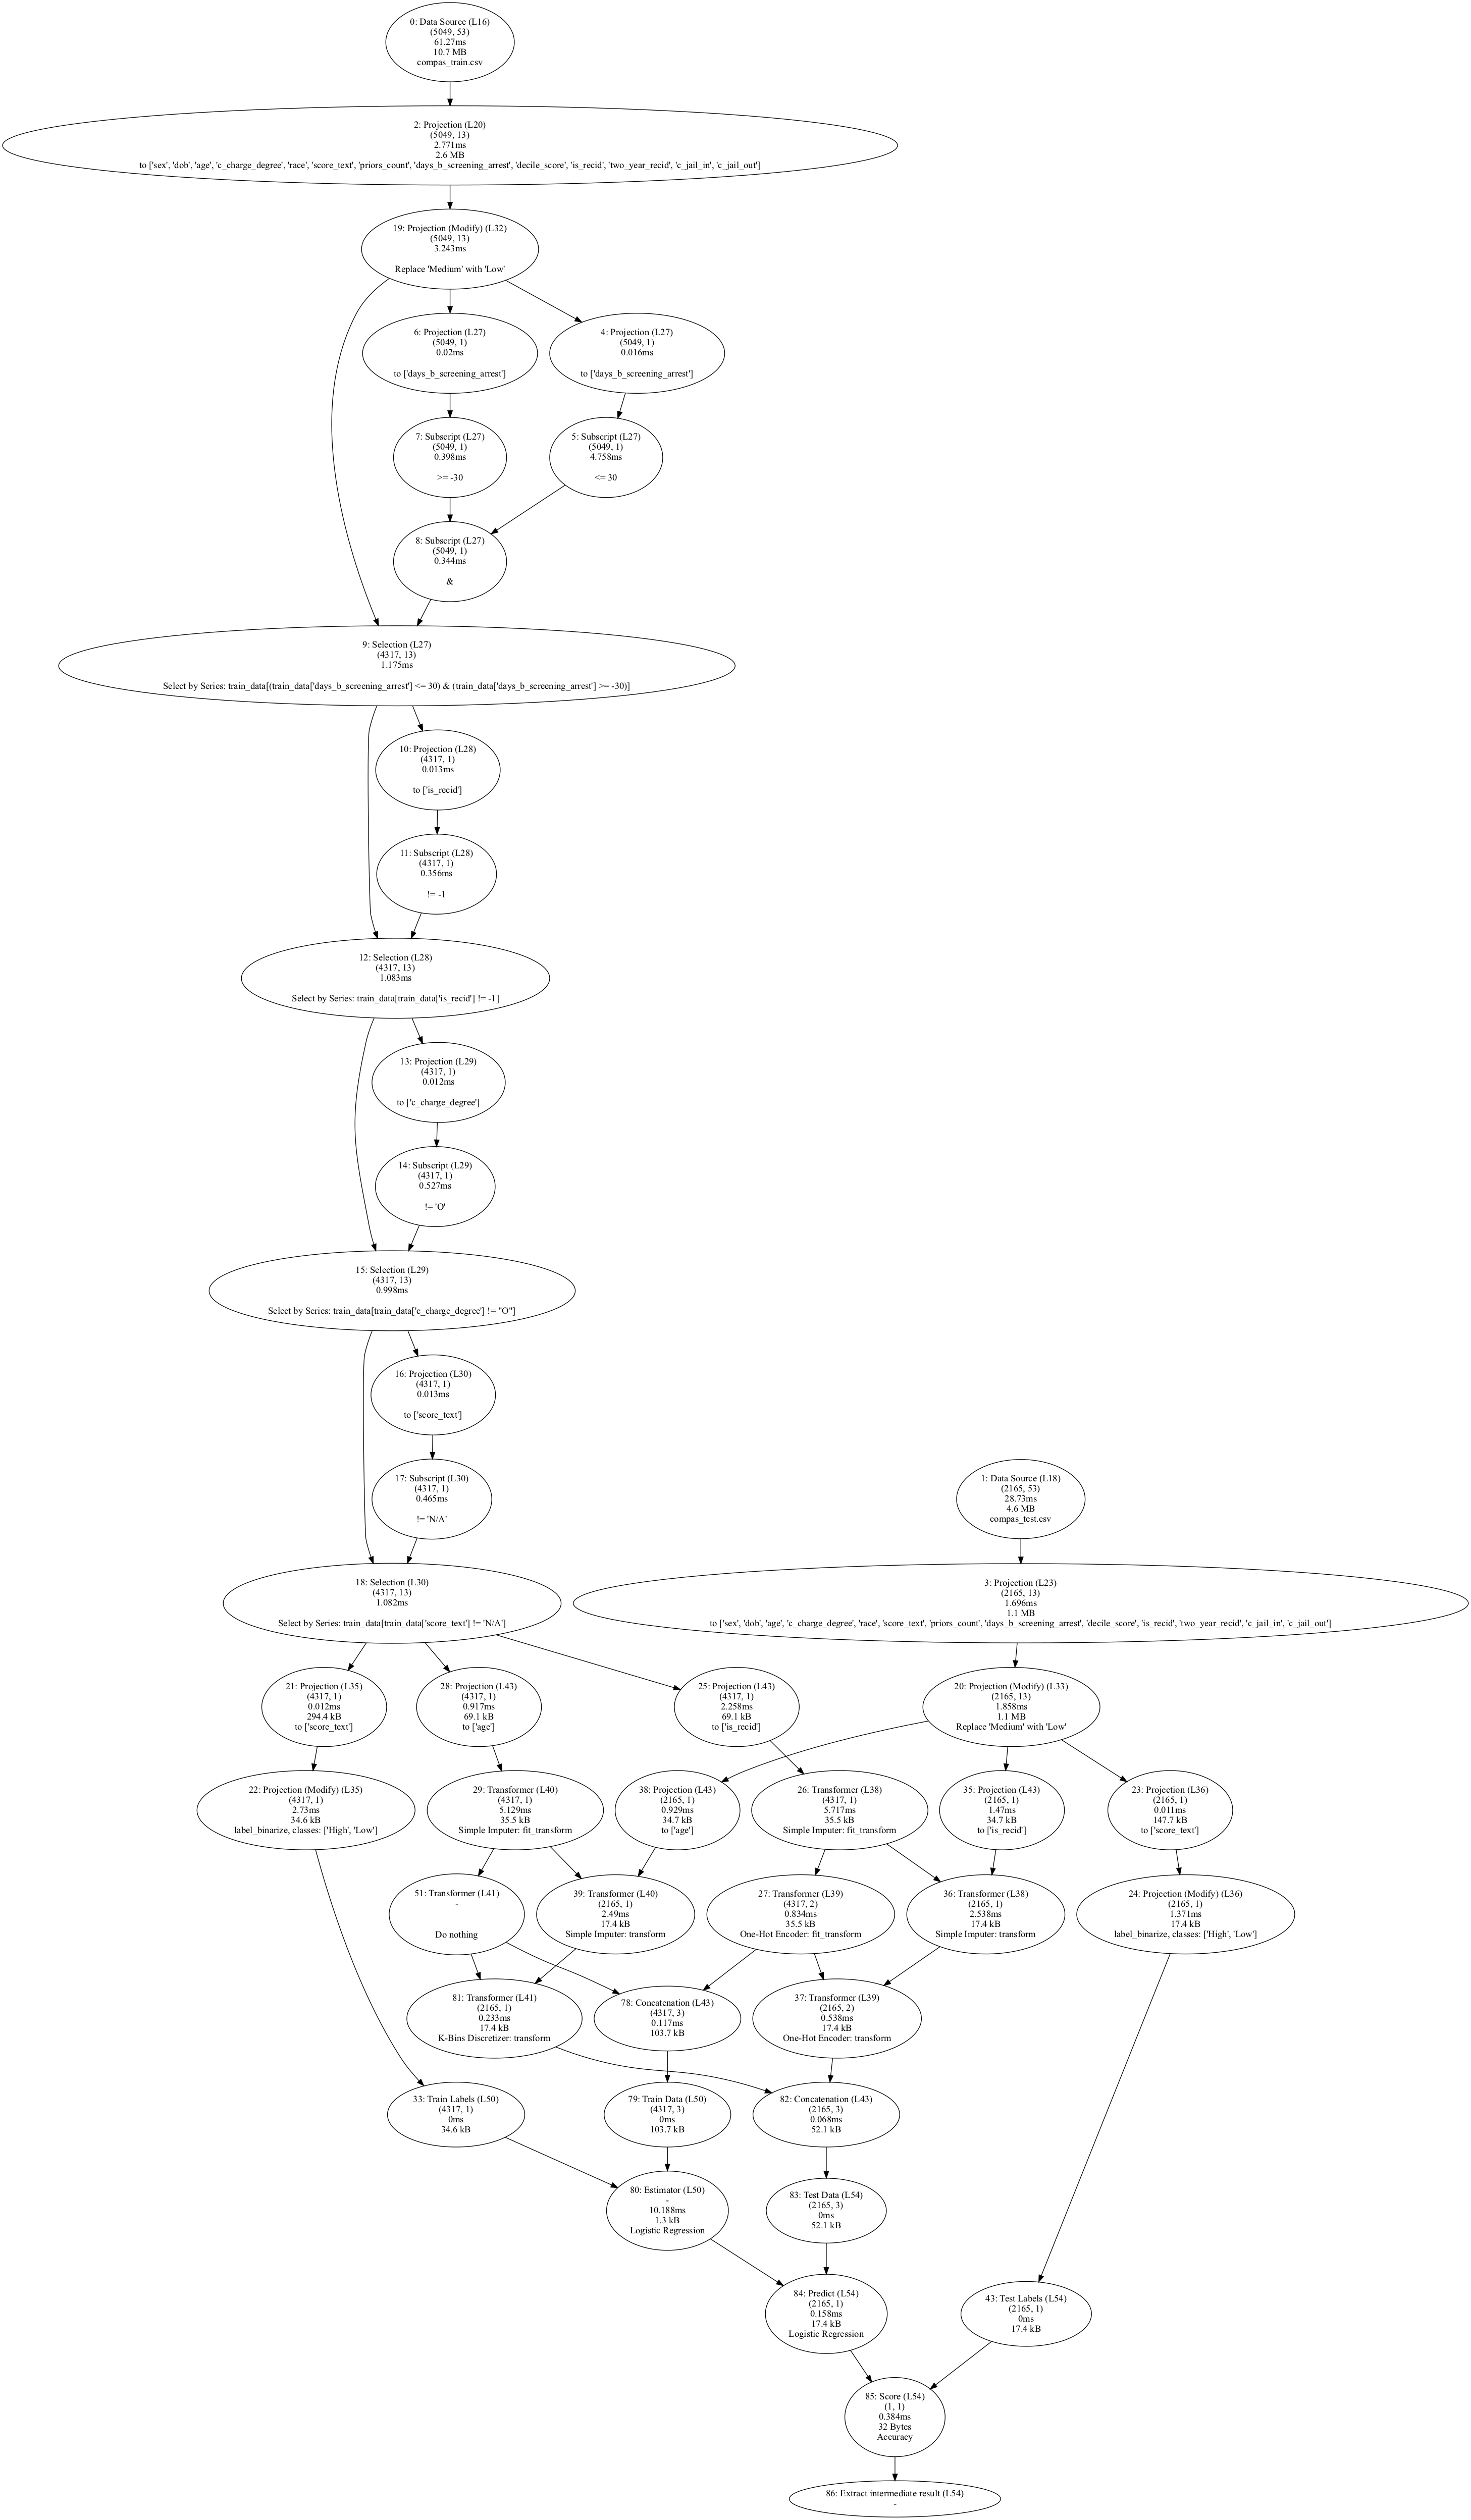 0: Data Source (L16)
(5049, 53)
61.27ms
10.7 MB
compas_train.csv
2: Projection (L20)
(5049, 13)
2.771ms
2.6 MB
to ['sex', 'dob', 'age', 'c_charge_degree', 'race', 'score_text', 'priors_count', 'days_b_screening_arrest', 'decile_score', 'is_recid', 'two_year_recid', 'c_jail_in', 'c_jail_out']
19: Projection (Modify) (L32)
(5049, 13)
3.243ms
Replace 'Medium' with 'Low'
6: Projection (L27)
(5049, 1)
0.02ms
to ['days_b_screening_arrest']
4: Projection (L27)
(5049, 1)
0.016ms
to ['days_b_screening_arrest']
7: Subscript (L27)
(5049, 1)
0.398ms
>= -30
5: Subscript (L27)
(5049, 1)
4.758ms
<= 30
8: Subscript (L27)
(5049, 1)
0.344ms
&
9: Selection (L27)
(4317, 13)
1.175ms
Select by Series: train_data[(train_data['days_b_screening_arrest'] <= 30) & (train_data['days_b_screening_arrest'] >= -30)]
10: Projection (L28)
(4317, 1)
0.013ms
to ['is_recid']
11: Subscript (L28)
(4317, 1)
0.356ms
!= -1
12: Selection (L28)
(4317, 13)
1.083ms
Select by Series: train_data[train_data['is_recid'] != -1]
13: Projection (L29)
(4317, 1)
0.012ms
to ['c_charge_degree']
14: Subscript (L29)
(4317, 1)
0.527ms
!= 'O'
15: Selection (L29)
(4317, 13)
0.998ms
Select by Series: train_data[train_data['c_charge_degree'] != "O"]
16: Projection (L30)
(4317, 1)
0.013ms
to ['score_text']
17: Subscript (L30)
(4317, 1)
0.465ms
!= 'N/A'
1: Data Source (L18)
(2165, 53)
28.73ms
4.6 MB
compas_test.csv
18: Selection (L30)
(4317, 13)
1.082ms
Select by Series: train_data[train_data['score_text'] != 'N/A']
3: Projection (L23)
(2165, 13)
1.696ms
1.1 MB
to ['sex', 'dob', 'age', 'c_charge_degree', 'race', 'score_text', 'priors_count', 'days_b_screening_arrest', 'decile_score', 'is_recid', 'two_year_recid', 'c_jail_in', 'c_jail_out']
21: Projection (L35)
(4317, 1)
0.012ms
294.4 kB
to ['score_text']
28: Projection (L43)
(4317, 1)
0.917ms
69.1 kB
to ['age']
25: Projection (L43)
(4317, 1)
2.258ms
69.1 kB
to ['is_recid']
20: Projection (Modify) (L33)
(2165, 13)
1.858ms
1.1 MB
Replace 'Medium' with 'Low'
22: Projection (Modify) (L35)
(4317, 1)
2.73ms
34.6 kB
label_binarize, classes: ['High', 'Low']
29: Transformer (L40)
(4317, 1)
5.129ms
35.5 kB
Simple Imputer: fit_transform
38: Projection (L43)
(2165, 1)
0.929ms
34.7 kB
to ['age']
26: Transformer (L38)
(4317, 1)
5.717ms
35.5 kB
Simple Imputer: fit_transform
35: Projection (L43)
(2165, 1)
1.47ms
34.7 kB
to ['is_recid']
23: Projection (L36)
(2165, 1)
0.011ms
147.7 kB
to ['score_text']
51: Transformer (L41)
-
Do nothing
39: Transformer (L40)
(2165, 1)
2.49ms
17.4 kB
Simple Imputer: transform
27: Transformer (L39)
(4317, 2)
0.834ms
35.5 kB
One-Hot Encoder: fit_transform
36: Transformer (L38)
(2165, 1)
2.538ms
17.4 kB
Simple Imputer: transform
24: Projection (Modify) (L36)
(2165, 1)
1.371ms
17.4 kB
label_binarize, classes: ['High', 'Low']
81: Transformer (L41)
(2165, 1)
0.233ms
17.4 kB
K-Bins Discretizer: transform
78: Concatenation (L43)
(4317, 3)
0.117ms
103.7 kB
37: Transformer (L39)
(2165, 2)
0.538ms
17.4 kB
One-Hot Encoder: transform
33: Train Labels (L50)
(4317, 1)
0ms
34.6 kB
79: Train Data (L50)
(4317, 3)
0ms
103.7 kB
82: Concatenation (L43)
(2165, 3)
0.068ms
52.1 kB
80: Estimator (L50)
-
10.188ms
1.3 kB
Logistic Regression
83: Test Data (L54)
(2165, 3)
0ms
52.1 kB
84: Predict (L54)
(2165, 1)
0.158ms
17.4 kB
Logistic Regression
43: Test Labels (L54)
(2165, 1)
0ms
17.4 kB
85: Score (L54)
(1, 1)
0.384ms
32 Bytes
Accuracy
86: Extract intermediate result (L54)
-